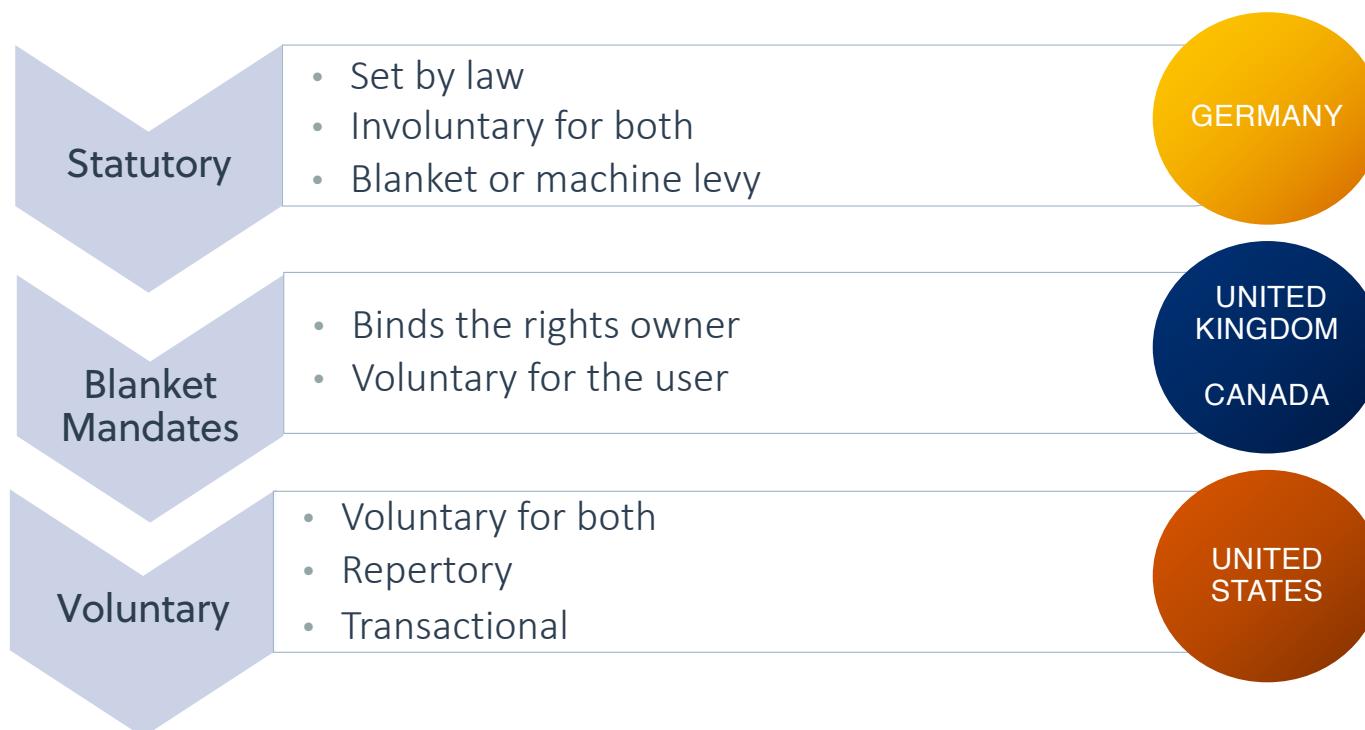 Statutory
• Set by law
• Involuntary for both
• Blanket or machine levy
GERMANY
Blanket
Mandates
• Binds the rights owner
• Voluntary for the user
UNITED
KINGDOM
CANADA
Voluntary
• Voluntary for both
• Repertory
• Transactional
UNITED
STATES